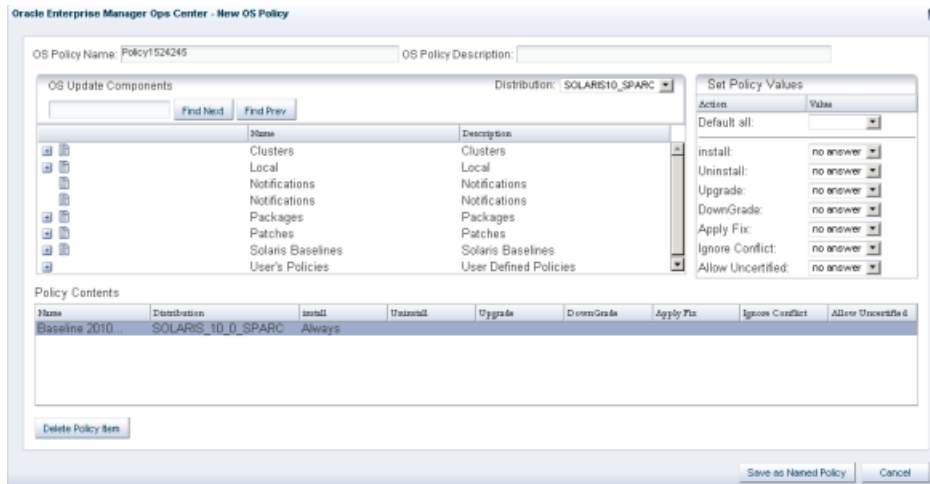 Oracle Enterprise Manager Ops Center - New OS Policy
OS Policy Name: Policy1524245 OS Policy Description:
OS Update Components Distribution: SOLARIS10_SPARC
Find Next Find Prev
Name Description
Clusters Clusters
Local Local
Notifications Notifications
Notifications Notifications
Packages Packages
Patches Patches
Solaris Baselines Solaris Baselines
User's Policies User Defined Policies
Set Policy Values
Action Value
Default all:
install: no answer
Uninstall: no answer
Upgrade: no answer
DownGrade: no answer
Apply Fix: no answer
Ignore Conflict: no answer
Allow Uncertified: no answer
Policy Contents
Name Distribution install Uninstall Upgrade DownGrade Apply Fix Ignore Conflict Allow Uncertified
Baseline 2010... SOLARIS_10_0_SPARC Always
Delete Policy Item
Save as Named Policy Cancel